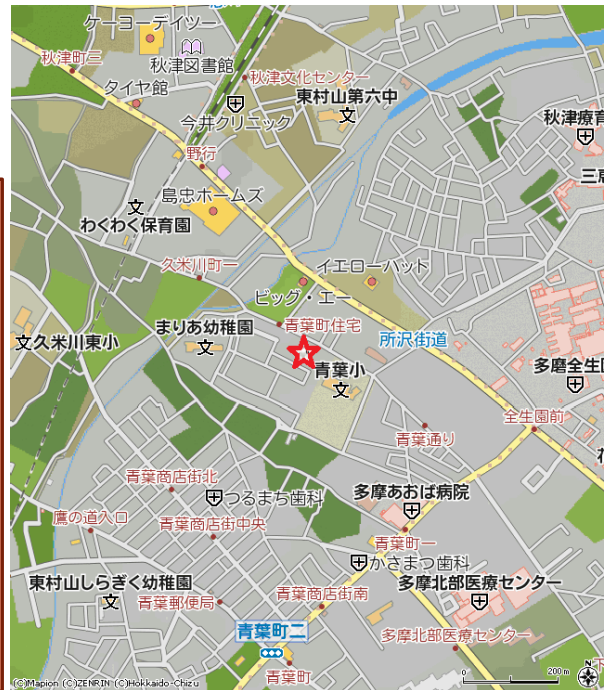 ケーヨーデイツー
秋津町三
秋津図書館
秋津文化センター
タイヤ館
東村山第六中
今井クリニック
秋津療育
野行
三恵
島忠ホームズ
わくわく保育園
久米川町一
イエローハット
ビッグ・エー
青葉町住宅
まりあ幼稚園
所沢街道
久米川東小
青葉小
多磨全生園
全生園前
青葉通り
青葉商店街北
つるまち歯科
多摩あおば病院
鷹の道入口
青葉商店街中央
青葉町一
かさまつ歯科
東村山しらぎく幼稚園
多摩北部医療センター
青葉郵便局
青葉商店街南
青葉町二
多摩北部医療センター
青葉町
(C)Mapion (C)ZENRIN (C)Hokkaido-Chizu
0 200m
N